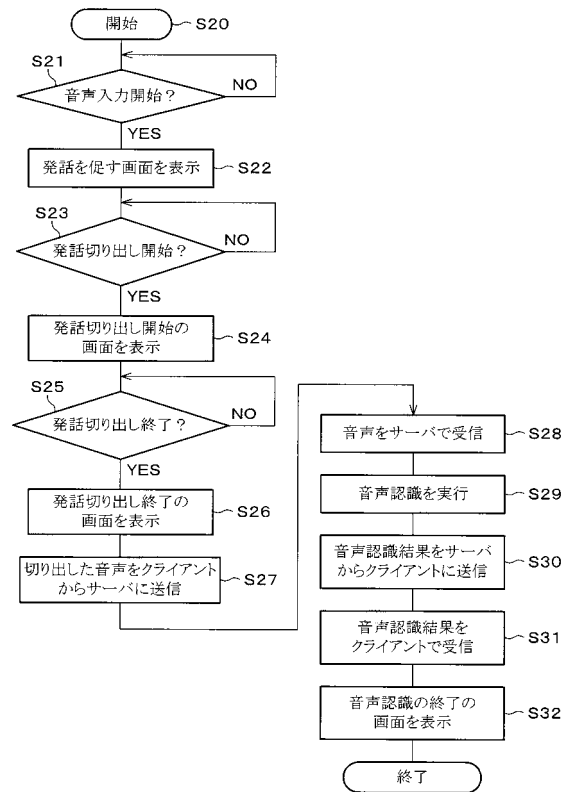 開始
S20
S21
音声入力開始?
NO
YES
発話を促す画面を表示
S22
S23
発話切り出し開始?
NO
YES
発話切り出し開始の
画面を表示
S24
S25
発話切り出し終了?
NO
YES
発話切り出し終了の
画面を表示
S26
切り出した音声をクライアント
からサーバに送信
S27
音声をサーバで受信
S28
音声認識を実行
S29
音声認識結果をサーバ
からクライアントに送信
S30
音声認識結果を
クライアントで受信
S31
音声認識の終了の
画面を表示
S32
終了